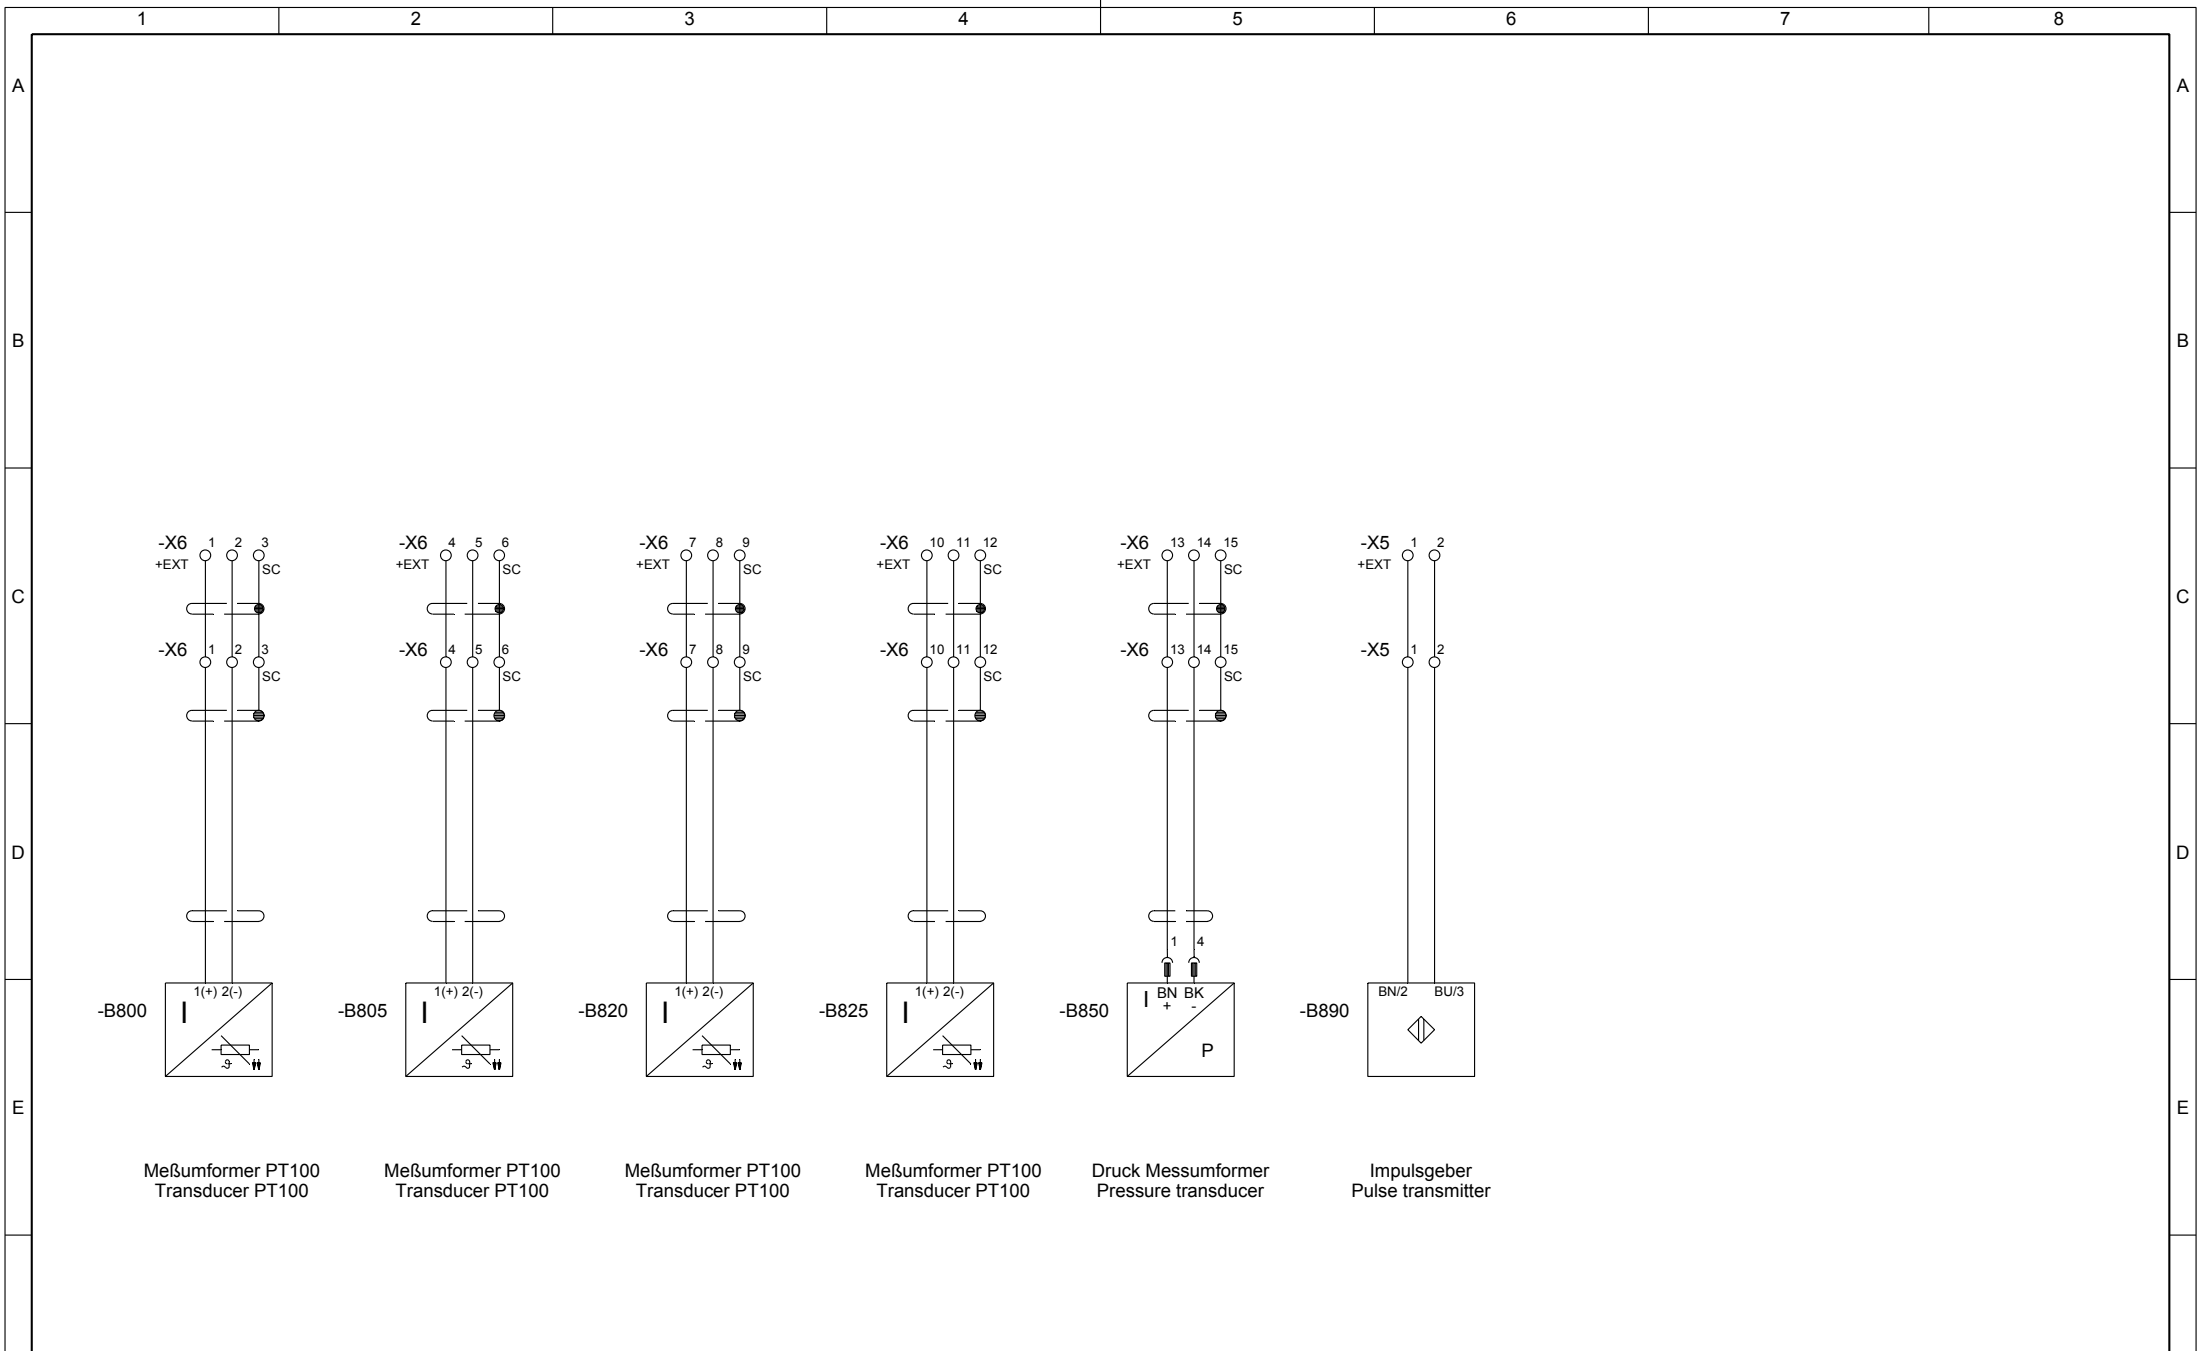 1 2 3 4 5 6 7 8
A A
B B
-X6 1 2 3 -X6 4 5 6 -X6 7 8 9 -X6 10 11 12 -X6 13 14 15 -X5 1 2
+EXT SC +EXT SC +EXT SC +EXT SC +EXT SC +EXT
C C
-X6 1 2 3 -X6 4 5 6 -X6 7 8 9 -X6 10 11 12 -X6 13 14 15 -X5 1 2
SC SC SC SC SC
D D
1 4
1(+) 2(-) 1(+) 2(-) 1(+) 2(-) 1(+) 2(-) BN BK BN/2 BU/3
-B800 I -B805 I -B820 I -B825 I -B850 I + - -B890
P
ϑ ϑ ϑ ϑ
E E
Meßumformer PT100 Meßumformer PT100 Meßumformer PT100 Meßumformer PT100 Druck Messumformer Impulsgeber
Transducer PT100 Transducer PT100 Transducer PT100 Transducer PT100 Pressure transducer Pulse transmitter